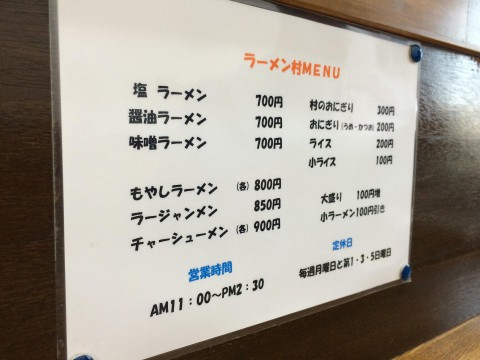 ラーメン村MENU
塩 ラーメン 700円
醤油ラーメン 700円
味噌ラーメン 700円
もやしラーメン (各) 800円
ラージャンメン 850円
チャーシューメン (各) 900円
営業時間
AM11:00~PM2:30
村のおにぎり 300円
おにぎり(うめ・かつお) 200円
ライス 200円
小ライス 100円
大盛り 100円増
小ラーメン100円引き
定休日
毎週月曜日と第1・3・5日曜日